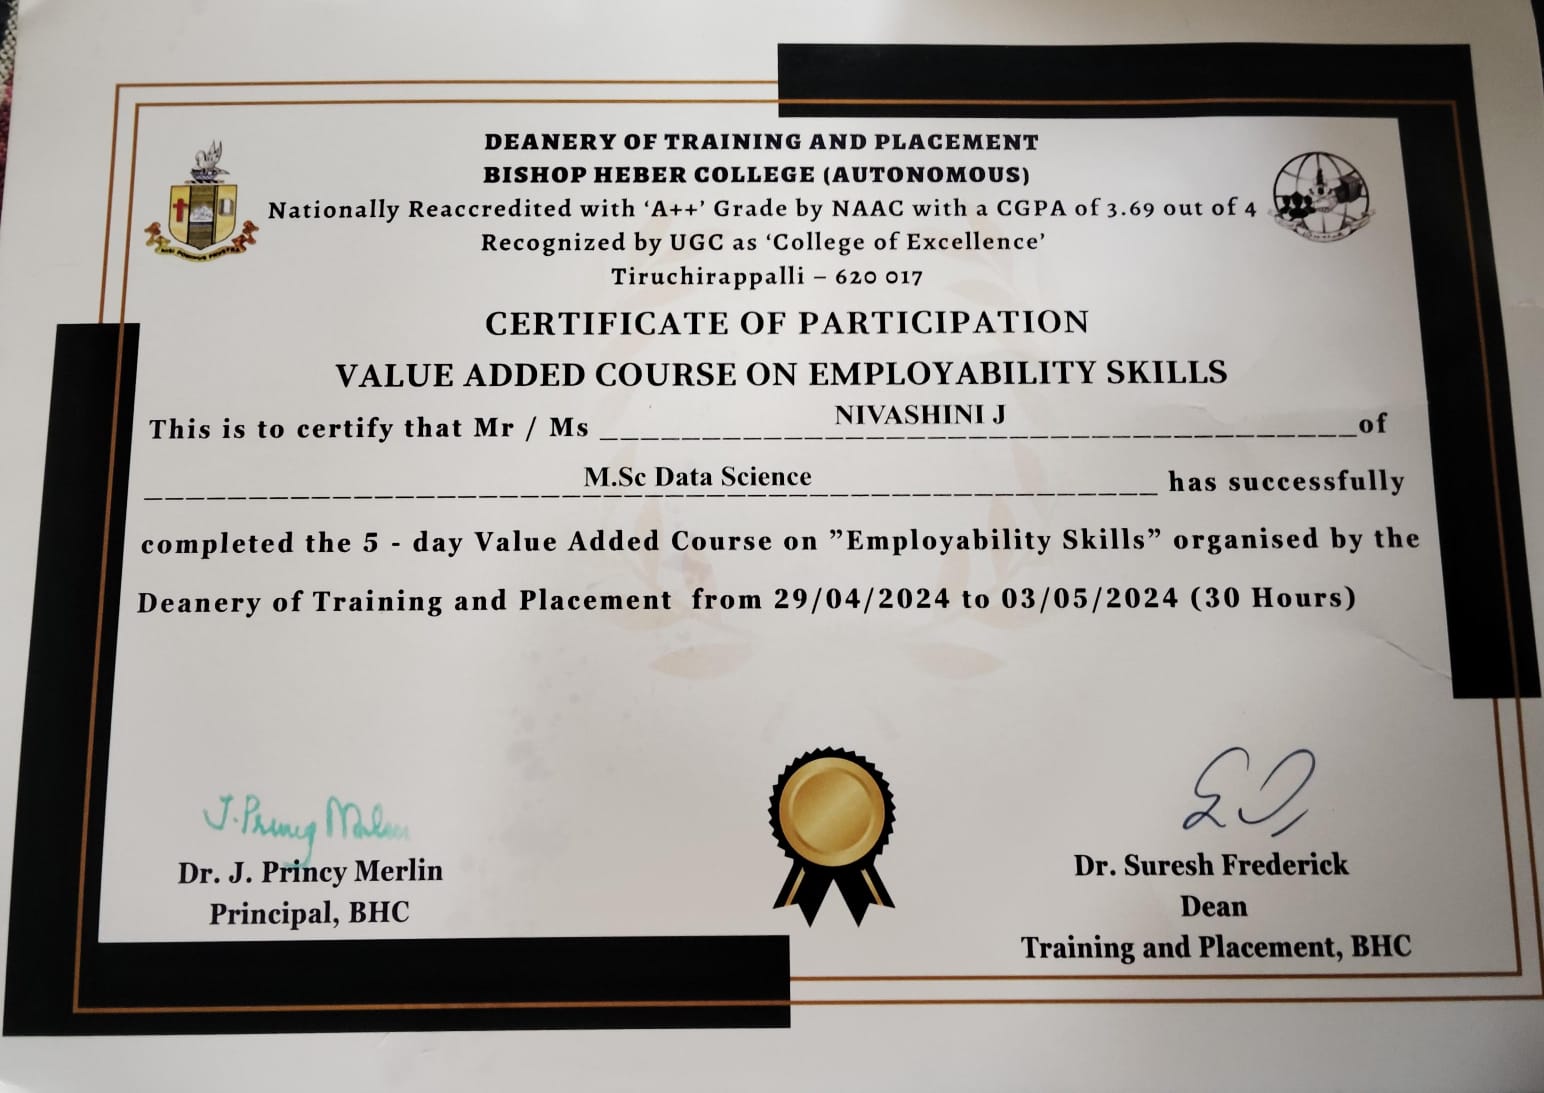 DEANERY OF TRAINING AND PLACEMENT
BISHOP HEBER COLLEGE (AUTONOMOUS)
Nationally Reaccredited with ‘A++’ Grade by NAAC with a CGPA of 3.69 out of 4
Recognized by UGC as ‘College of Excellence’
Tiruchirappalli – 620 017
CERTIFICATE OF PARTICIPATION
VALUE ADDED COURSE ON EMPLOYABILITY SKILLS
This is to certify that Mr / Ms NIVASHINI J of
M.Sc Data Science has successfully
completed the 5 - day Value Added Course on ”Employability Skills” organised by the
Deanery of Training and Placement from 29/04/2024 to 03/05/2024 (30 Hours)
J. Princy Merlin
Dr. J. Princy Merlin
Principal, BHC
Dr. Suresh Frederick
Dean
Training and Placement, BHC